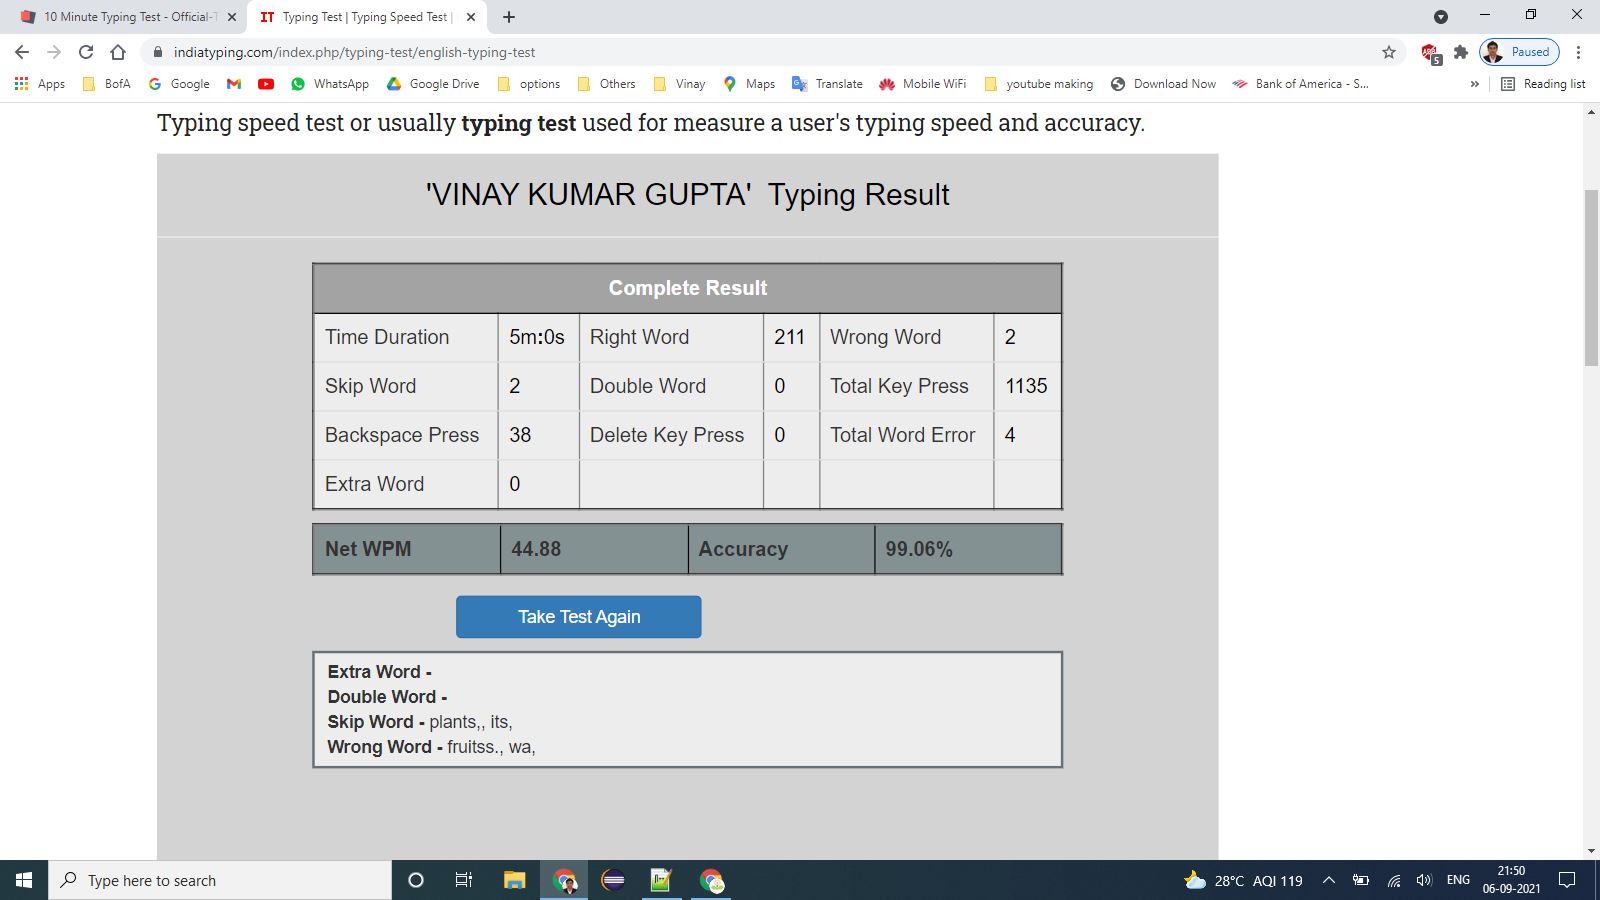 10 Minute Typing Test - Official-T
IT Typing Test | Typing Speed Test |
indiatyping.com/index.php/typing-test/english-typing-test
ABP 5
Paused
Apps BofA Google WhatsApp Google Drive options Others Vinay Maps Translate Mobile WiFi youtube making Download Now Bank of America - S... » Reading list
Typing speed test or usually typing test used for measure a user's typing speed and accuracy.
'VINAY KUMAR GUPTA' Typing Result
Complete Result
Time Duration 5m:0s Right Word 211 Wrong Word 2
Skip Word 2 Double Word 0 Total Key Press 1135
Backspace Press 38 Delete Key Press 0 Total Word Error 4
Extra Word 0
Net WPM 44.88 Accuracy 99.06%
Take Test Again
Extra Word -
Double Word -
Skip Word - plants,, its,
Wrong Word - fruitss., wa,
Type here to search
28°C AQI 119 ENG 21:50
06-09-2021